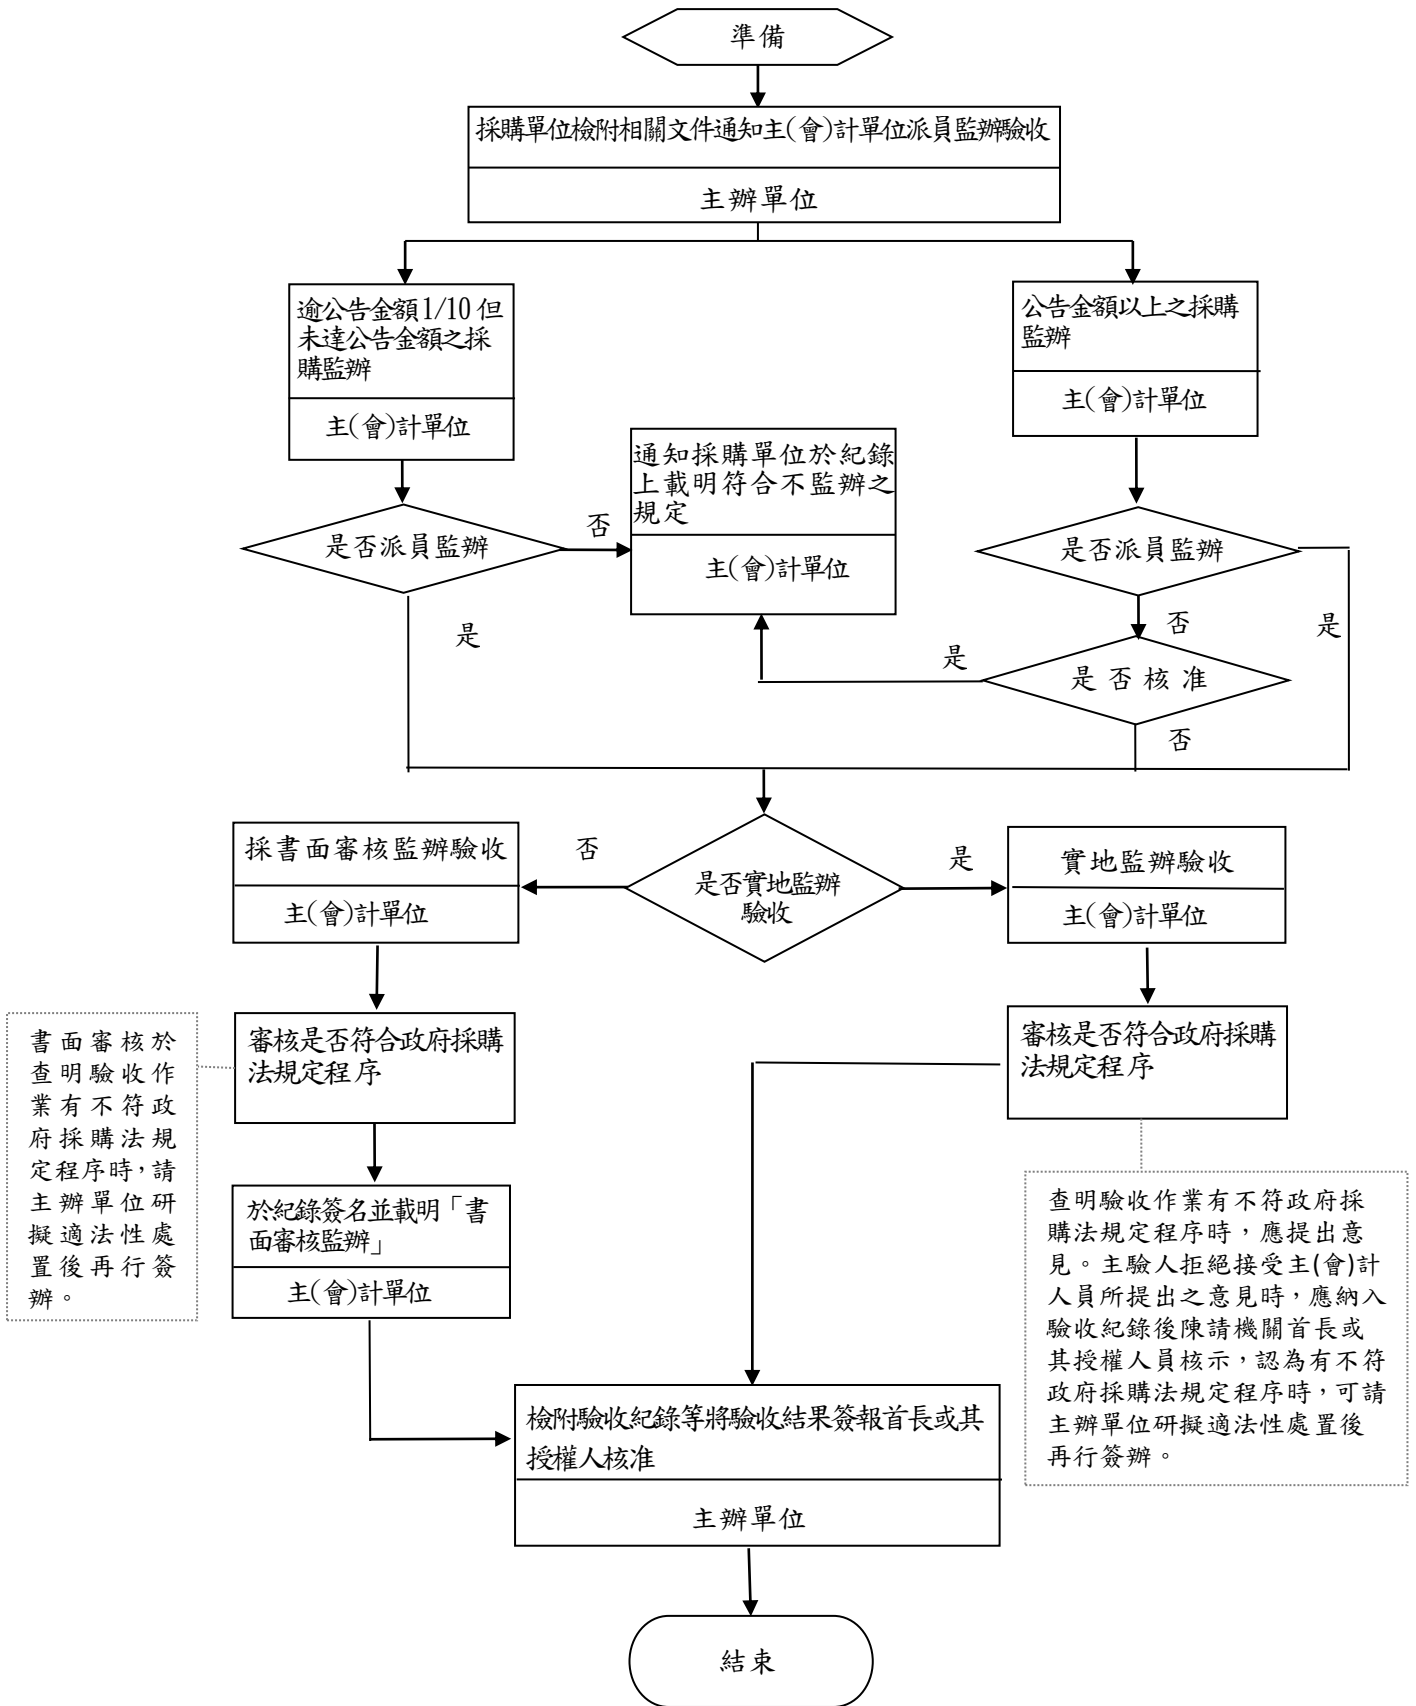 準備
採購單位檢附相關文件通知主(會)計單位派員監辦驗收
主辦單位
逾公告金額1/10但
未達公告金額之採
購監辦
主(會)計單位
公告金額以上之採購
監辦
主(會)計單位
通知採購單位於紀錄
上載明符合不監辦之
規定
主(會)計單位
是否派員監辦
否
是
是否派員監辦
否
是
是否核准
是
否
是否實地監辦
驗收
否
是
採書面審核監辦驗收
主(會)計單位
實地監辦驗收
主(會)計單位
審核是否符合政府採購
法規定程序
書面審核於
查明驗收作
業有不符政
府採購法規
定程序時，請
主辦單位研
擬適法性處
置後再行簽
辦。
審核是否符合政府採購
法規定程序
於紀錄簽名並載明「書
面審核監辦」
主(會)計單位
查明驗收作業有不符政府採
購法規定程序時，應提出意
見。主驗人拒絕接受主(會)計
人員所提出之意見時，應納入
驗收紀錄後陳請機關首長或
其授權人員核示，認為有不符
政府採購法規定程序時，可請
主辦單位研擬適法性處置後
再行簽辦。
檢附驗收紀錄等將驗收結果簽報首長或其
授權人核准
主辦單位
結束